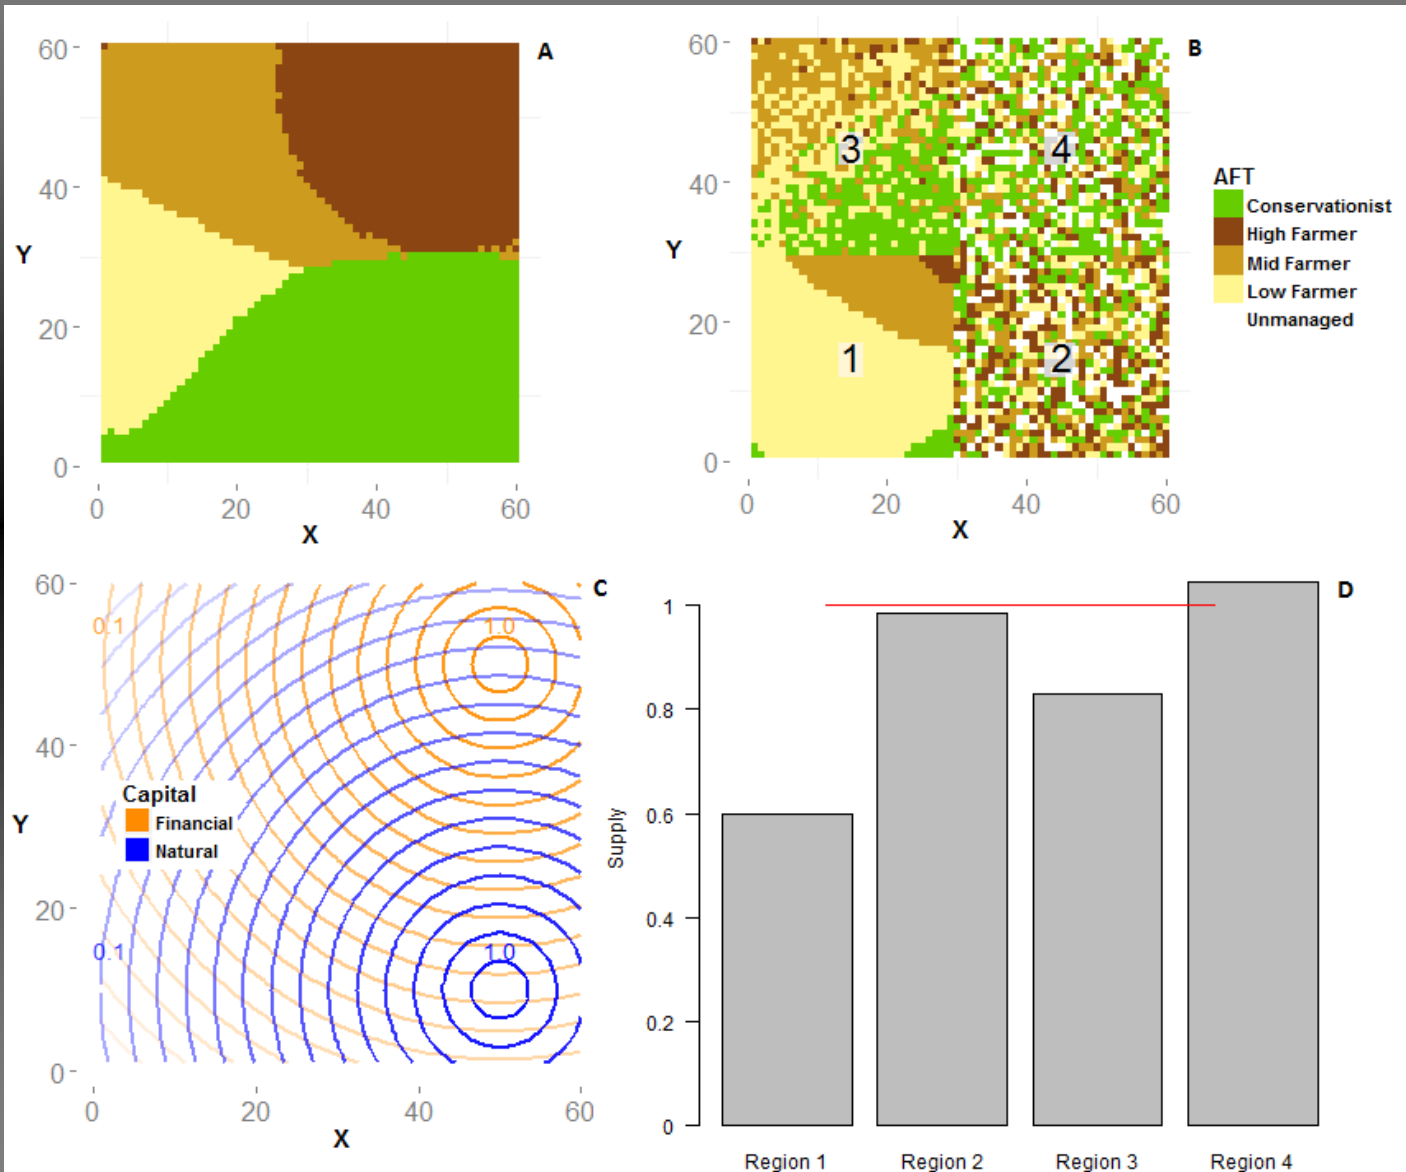 A
60
40
Y
20
0
0 20 40 60
X
B
60
3 4
40
Y
20
1 2
0
0 20 40 60
X
AFT
Conservationist
High Farmer
Mid Farmer
Low Farmer
Unmanaged
C
60
0.1 1.0
40
Capital
Y
Financial
Natural
20
0.1 1.0
0
0 20 40 60
X
D
1
0.8
0.6
Supply
0.4
0.2
0
Region 1 Region 2 Region 3 Region 4